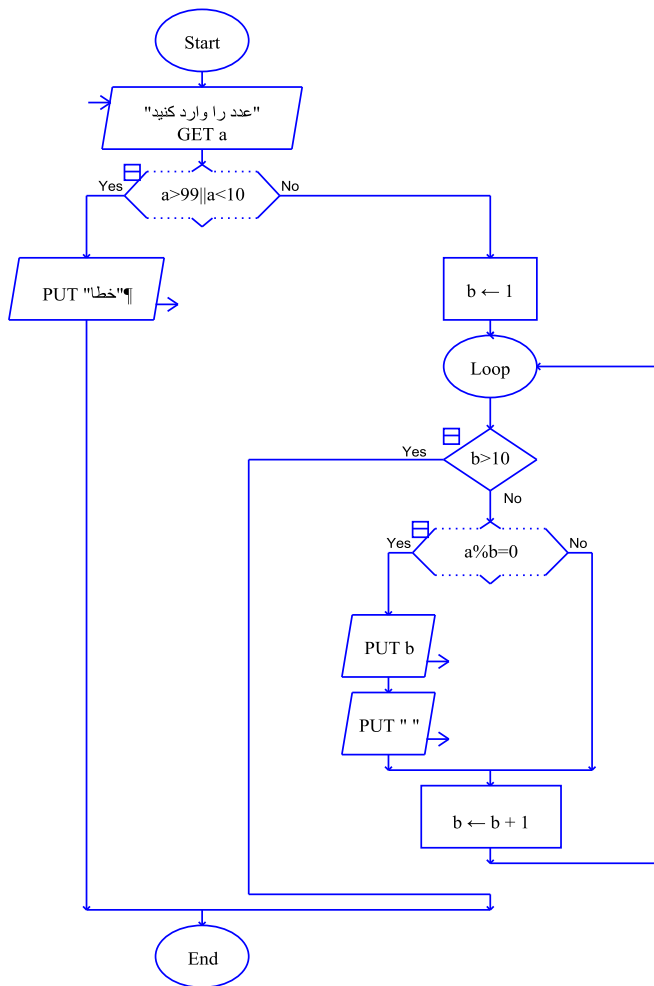 Start
"عدد را وارد کنید"
GET a
Yes
a>99||a<10
No
PUT "خطا"¶
b ← 1
Loop
Yes
b>10
No
Yes
a%b=0
No
PUT b
PUT " "
b ← b + 1
End